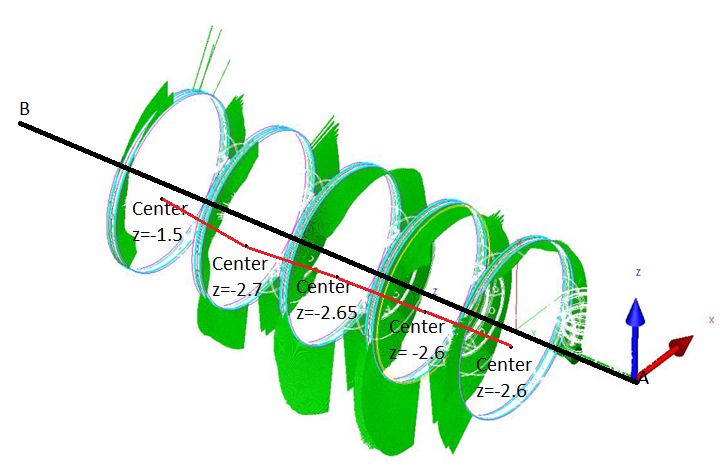 B
Center
z=-1.5
Center
z=-2.7
Center
z=-2.65
Center
z= -2.6
Center
z=-2.6
z
z
x
Y
A